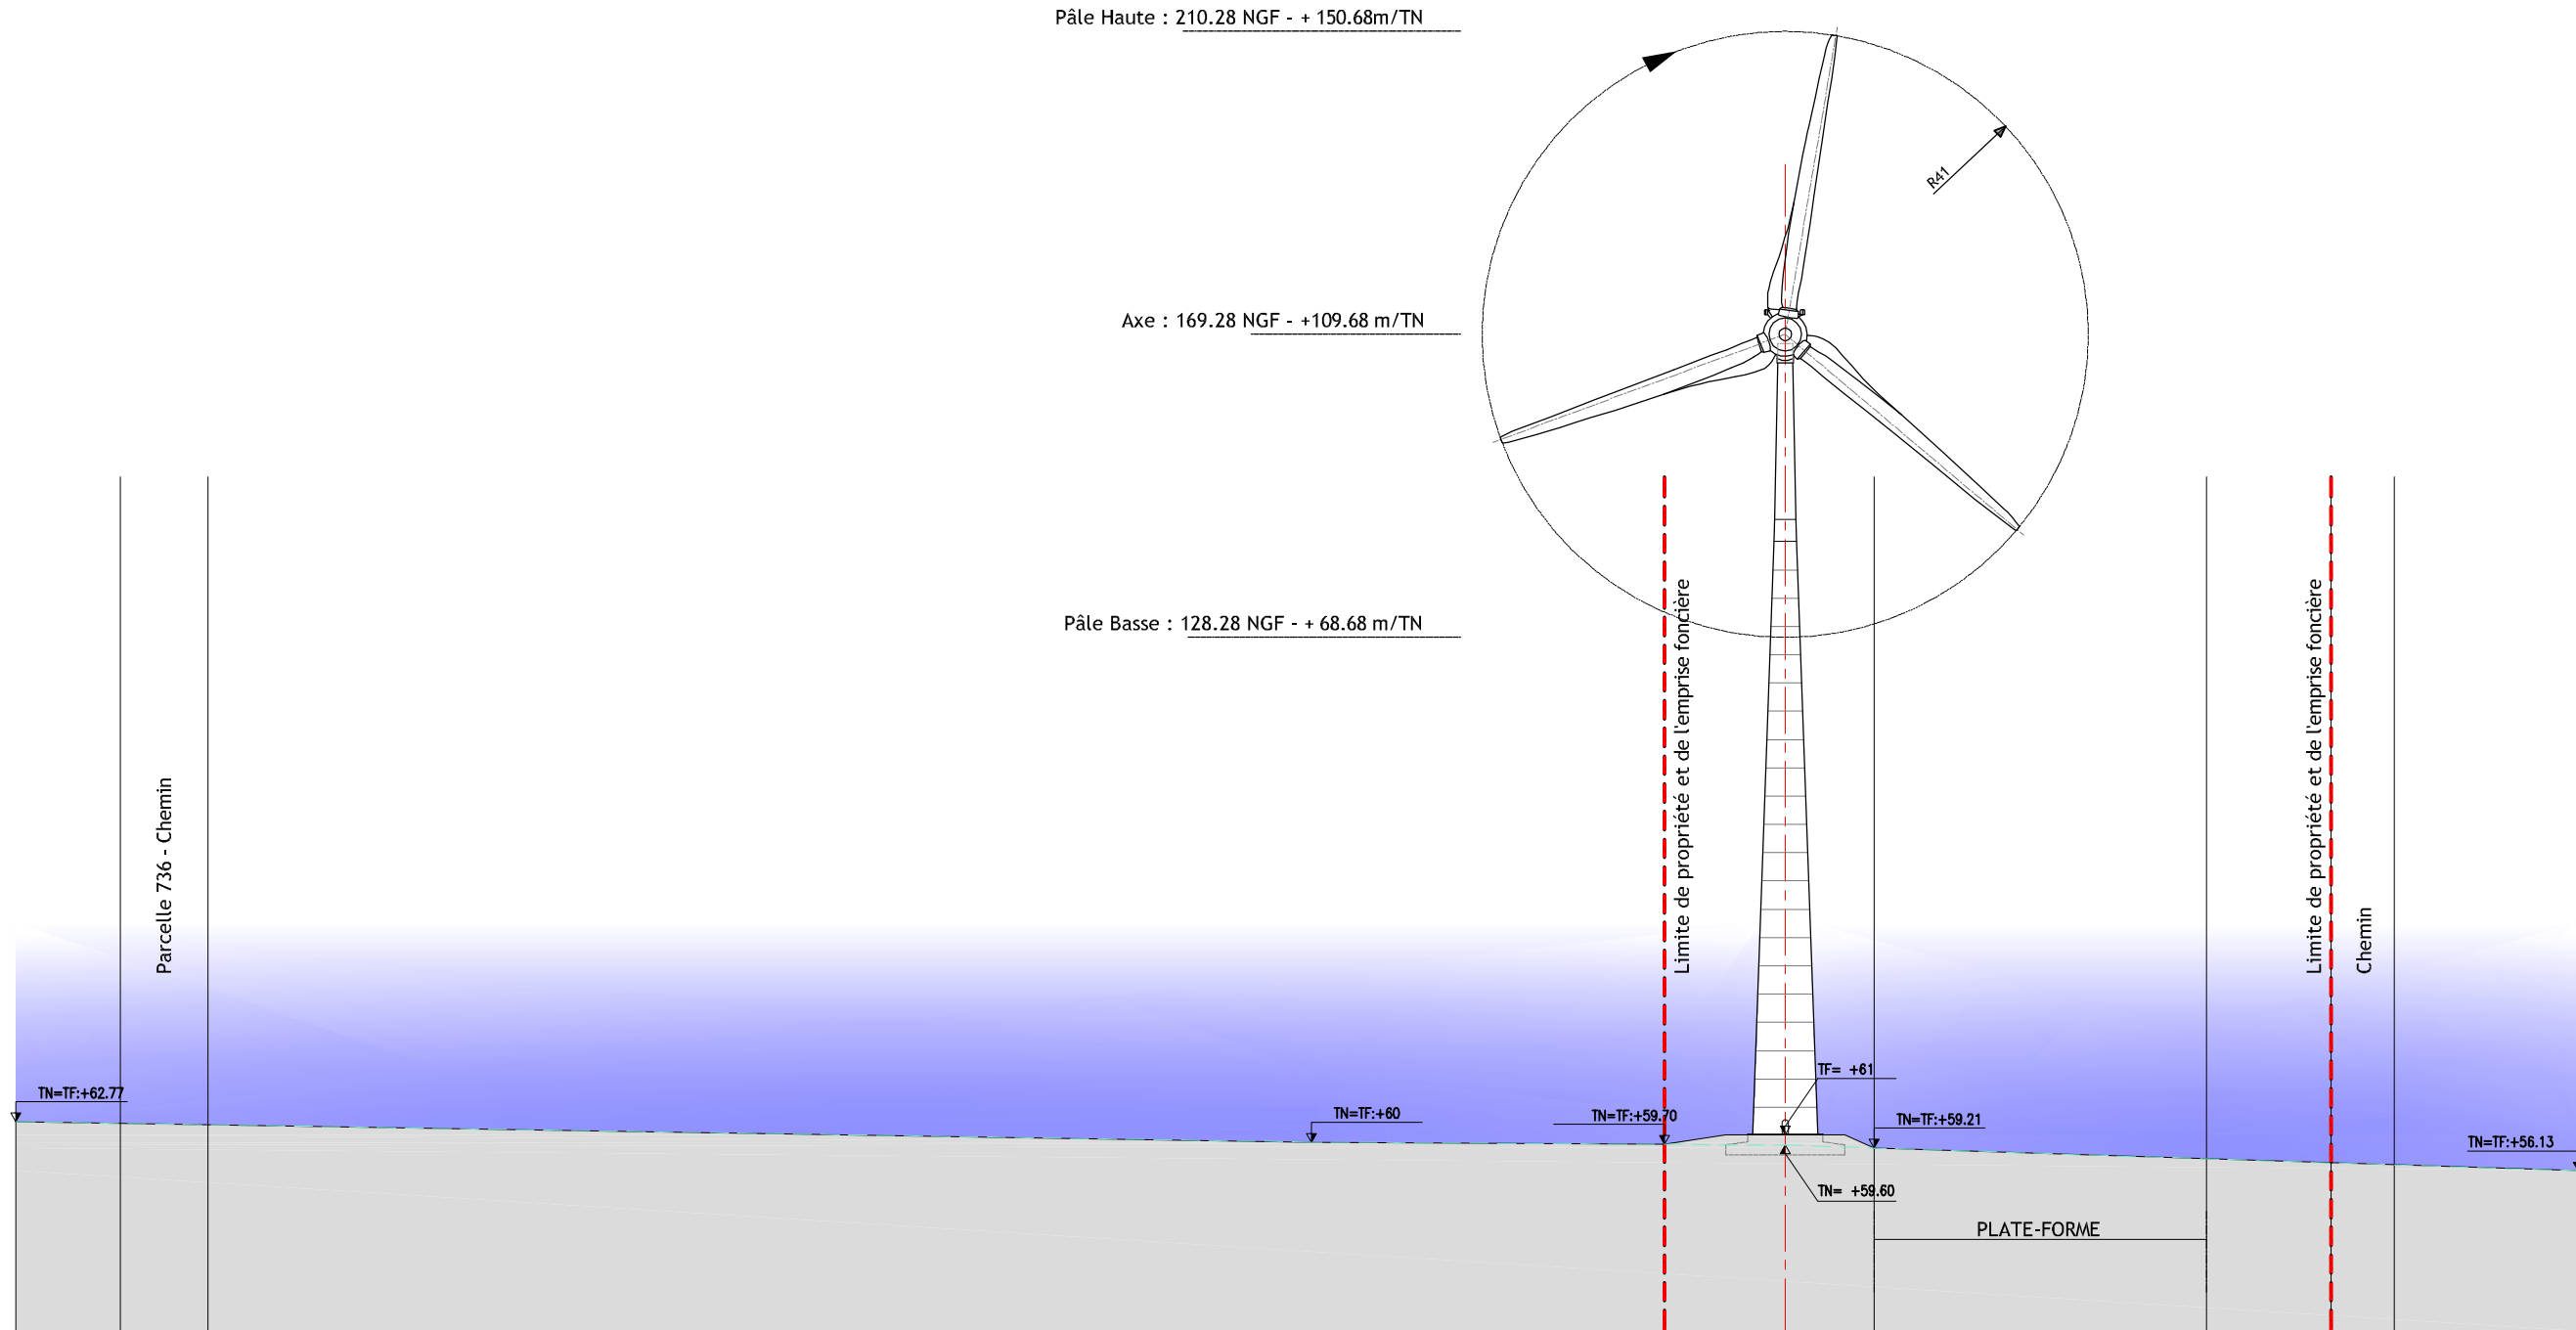 Pâle Haute : 210.28 NGF - + 150.68m/TN
R41
Axe : 169.28 NGF - +109.68 m/TN
Pâle Basse : 128.28 NGF - + 68.68 m/TN
Parcelle 736 - Chemin
Limite de propriété et de l'emprise foncière
Limite de propriété et de l'emprise foncière
Chemin
TN=TF:+62.77
TN=TF:+60
TN=TF:+59.70
TF= +61
TN=TF:+59.21
TN=TF:+56.13
TN= +59.60
PLATE-FORME